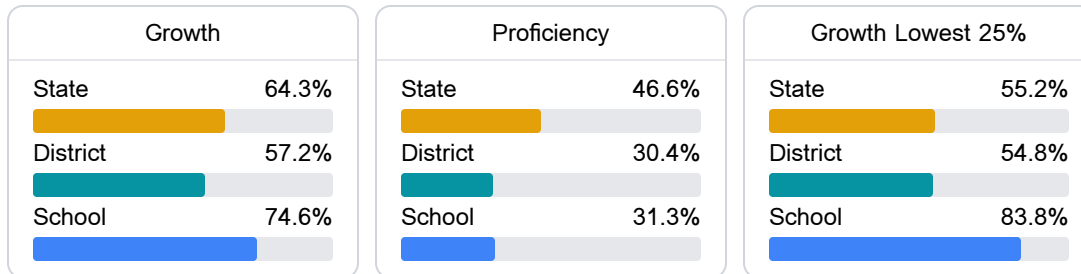 Growth
State 64.3%
District 57.2%
School 74.6%
Proficiency
State 46.6%
District 30.4%
School 31.3%
Growth Lowest 25%
State 55.2%
District 54.8%
School 83.8%